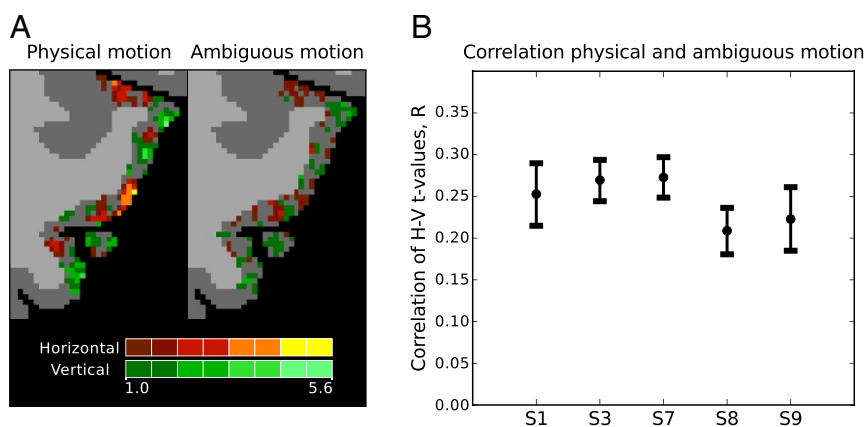 A
Physical motion
Ambiguous motion
Horizontal
Vertical
1.0 5.6
B
Correlation physical and ambiguous motion
Correlation of H-V t-values, R
0.35
0.30
0.25
0.20
0.15
0.10
0.05
0.00
S1 S3 S7 S8 S9